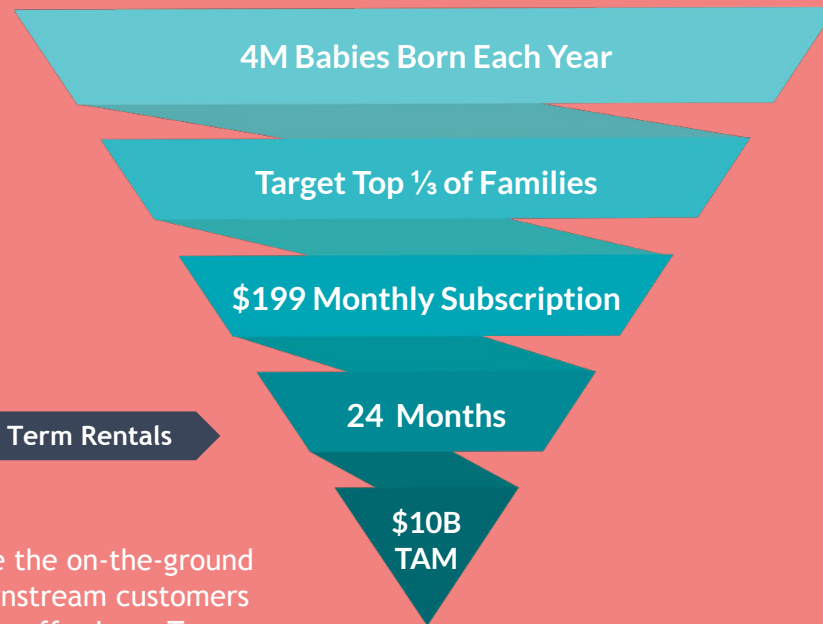 4M Babies Born Each Year
Target Top ⅓ of Families
$199 Monthly Subscription
24 Months
$10B
TAM
Term Rentals
the on-the-ground
customers